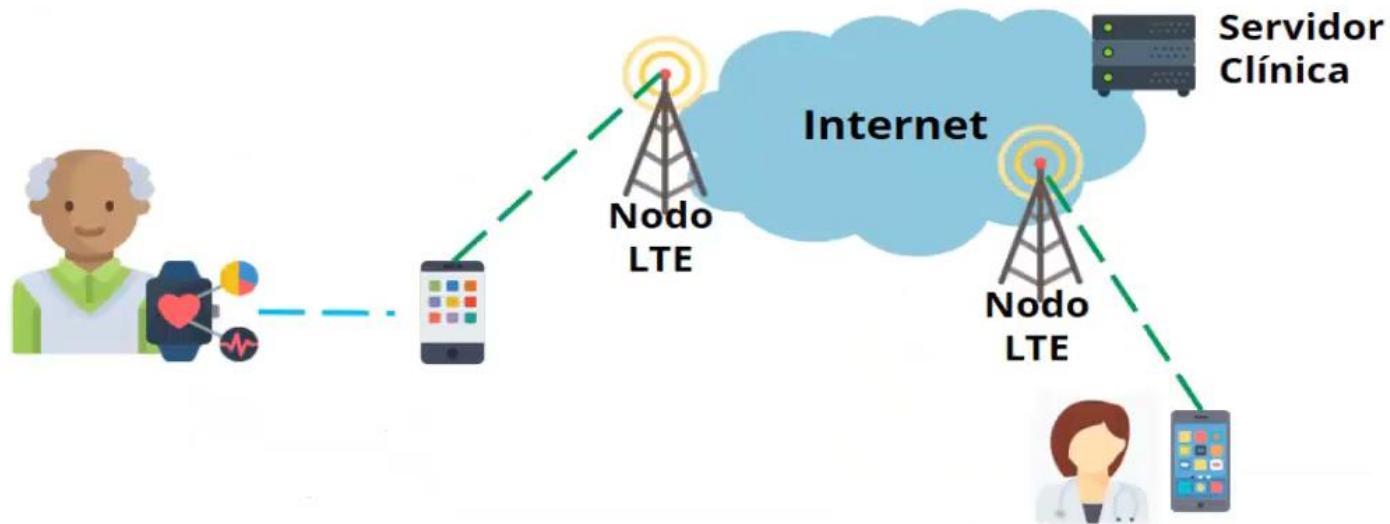 Servidor
Clínica
Internet
Nodo
LTE
Nodo
LTE